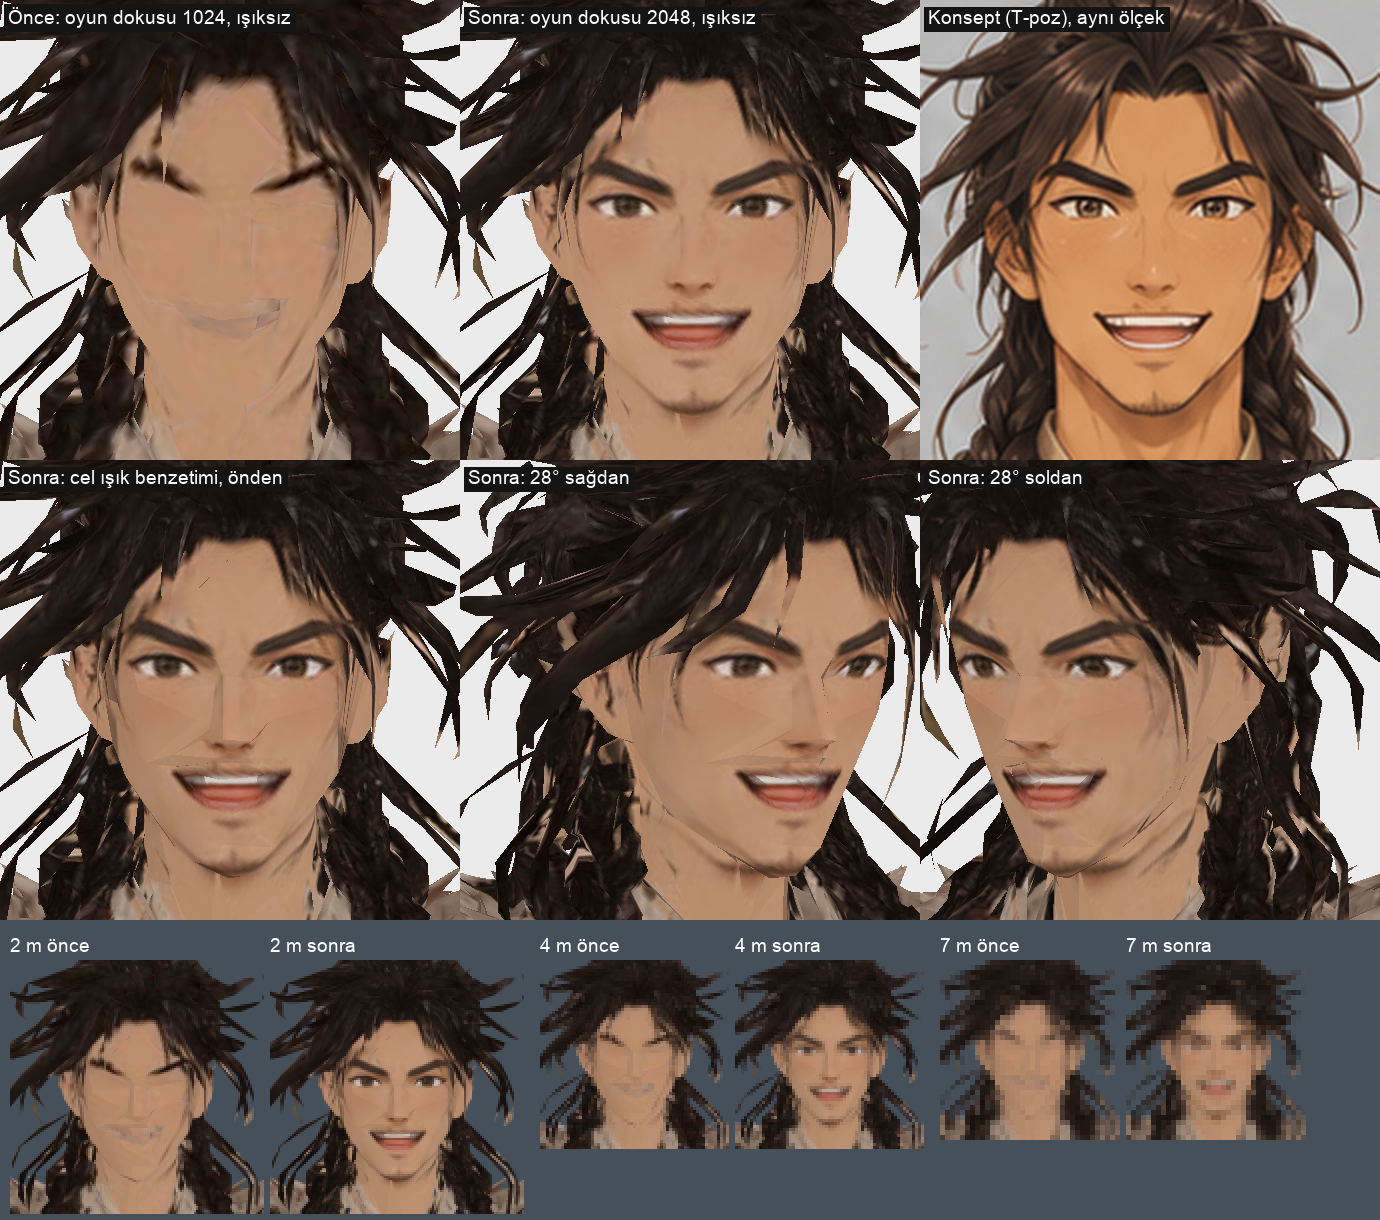 Önce: oyun dokusu 1024, ışıksız
Sonra: oyun dokusu 2048, ışıksız
Konsept (T-poz), aynı ölçek
Sonra: cel ışık benzetimi, önden
Sonra: 28° sağdan
Sonra: 28° soldan
2 m önce
2 m sonra
4 m önce
4 m sonra
7 m önce
7 m sonra